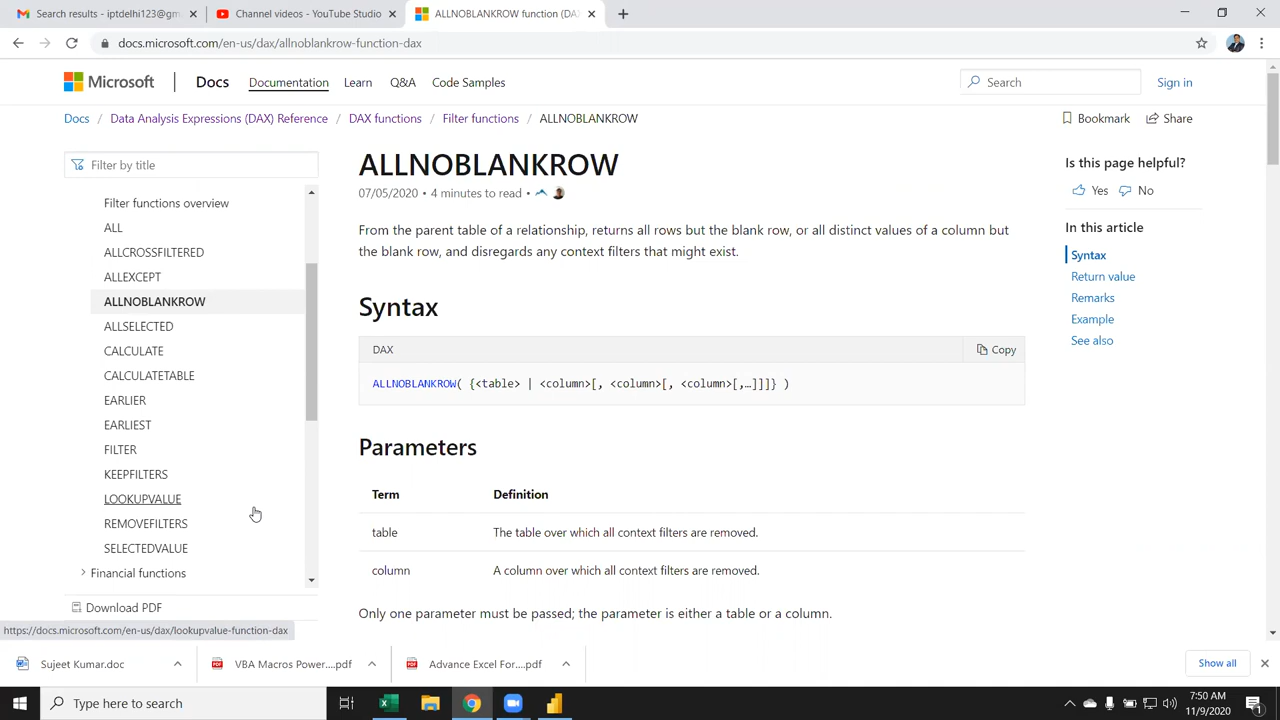 Search results - iptdelhi123@gm
Channel videos - YouTube Studio
ALLNOBLANKROW function (DAX
docs.microsoft.com/en-us/dax/allnoblankrow-function-dax
Microsoft
Docs
Documentation
Learn
Q&A
Code Samples
Search
Sign in
Docs
Data Analysis Expressions (DAX) Reference
DAX functions
Filter functions
ALLNOBLANKROW
Bookmark
Share
Filter by title
Filter functions overview
ALL
ALLCROSSFILTERED
ALLEXCEPT
ALLNOBLANKROW
ALLSELECTED
CALCULATE
CALCULATETABLE
EARLIER
EARLIEST
FILTER
KEEPFILTERS
LOOKUPVALUE
REMOVEFILTERS
SELECTEDVALUE
Financial functions
Download PDF
ALLNOBLANKROW
07/05/2020 • 4 minutes to read •
From the parent table of a relationship, returns all rows but the blank row, or all distinct values of a column but
the blank row, and disregards any context filters that might exist.
Syntax
DAX
Copy
ALLNOBLANKROW( {<table> | <column>[, <column>[, <column>[,…]]]} )
Parameters
Term Definition
table The table over which all context filters are removed.
column A column over which all context filters are removed.
Only one parameter must be passed; the parameter is either a table or a column.
Is this page helpful?
Yes No
In this article
Syntax
Return value
Remarks
Example
See also
https://docs.microsoft.com/en-us/dax/lookupvalue-function-dax
Sujeet Kumar.doc
VBA Macros Power....pdf
Advance Excel For....pdf
Show all
Type here to search
7:50 AM
11/9/2020
1